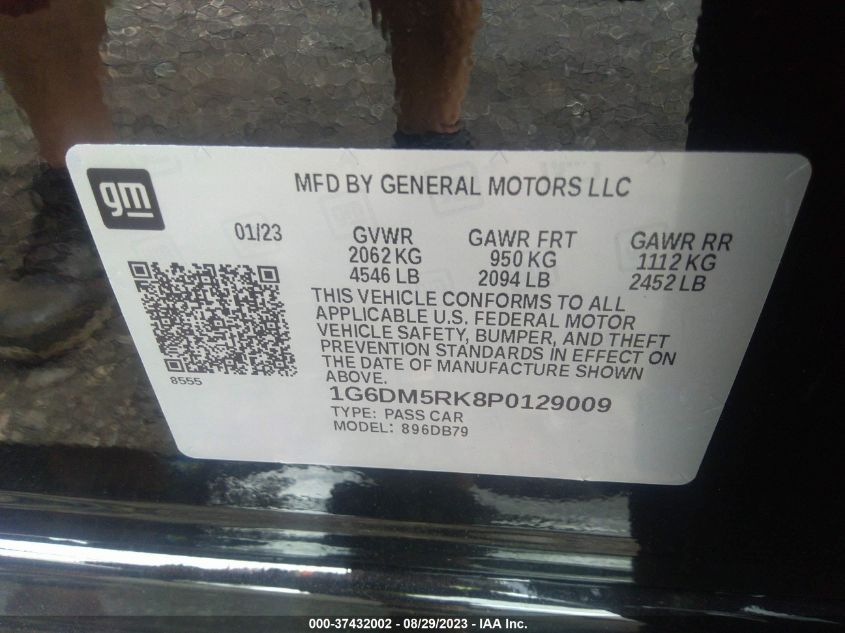 gm
MFD BY GENERAL MOTORS LLC
01/23 GVWR GAWR FRT GAWR RR
2062 KG 950 KG 1112 KG
4546 LB 2094 LB 2452 LB
THIS VEHICLE CONFORMS TO ALL
APPLICABLE U.S. FEDERAL MOTOR
VEHICLE SAFETY, BUMPER, AND THEFT
PREVENTION STANDARDS IN EFFECT ON
THE DATE OF MANUFACTURE SHOWN
ABOVE.
8555
1G6DM5RK8P0129009
TYPE: PASS CAR
MODEL: 896DB79
000-37432002 - 08/29/2023 - IAA Inc.